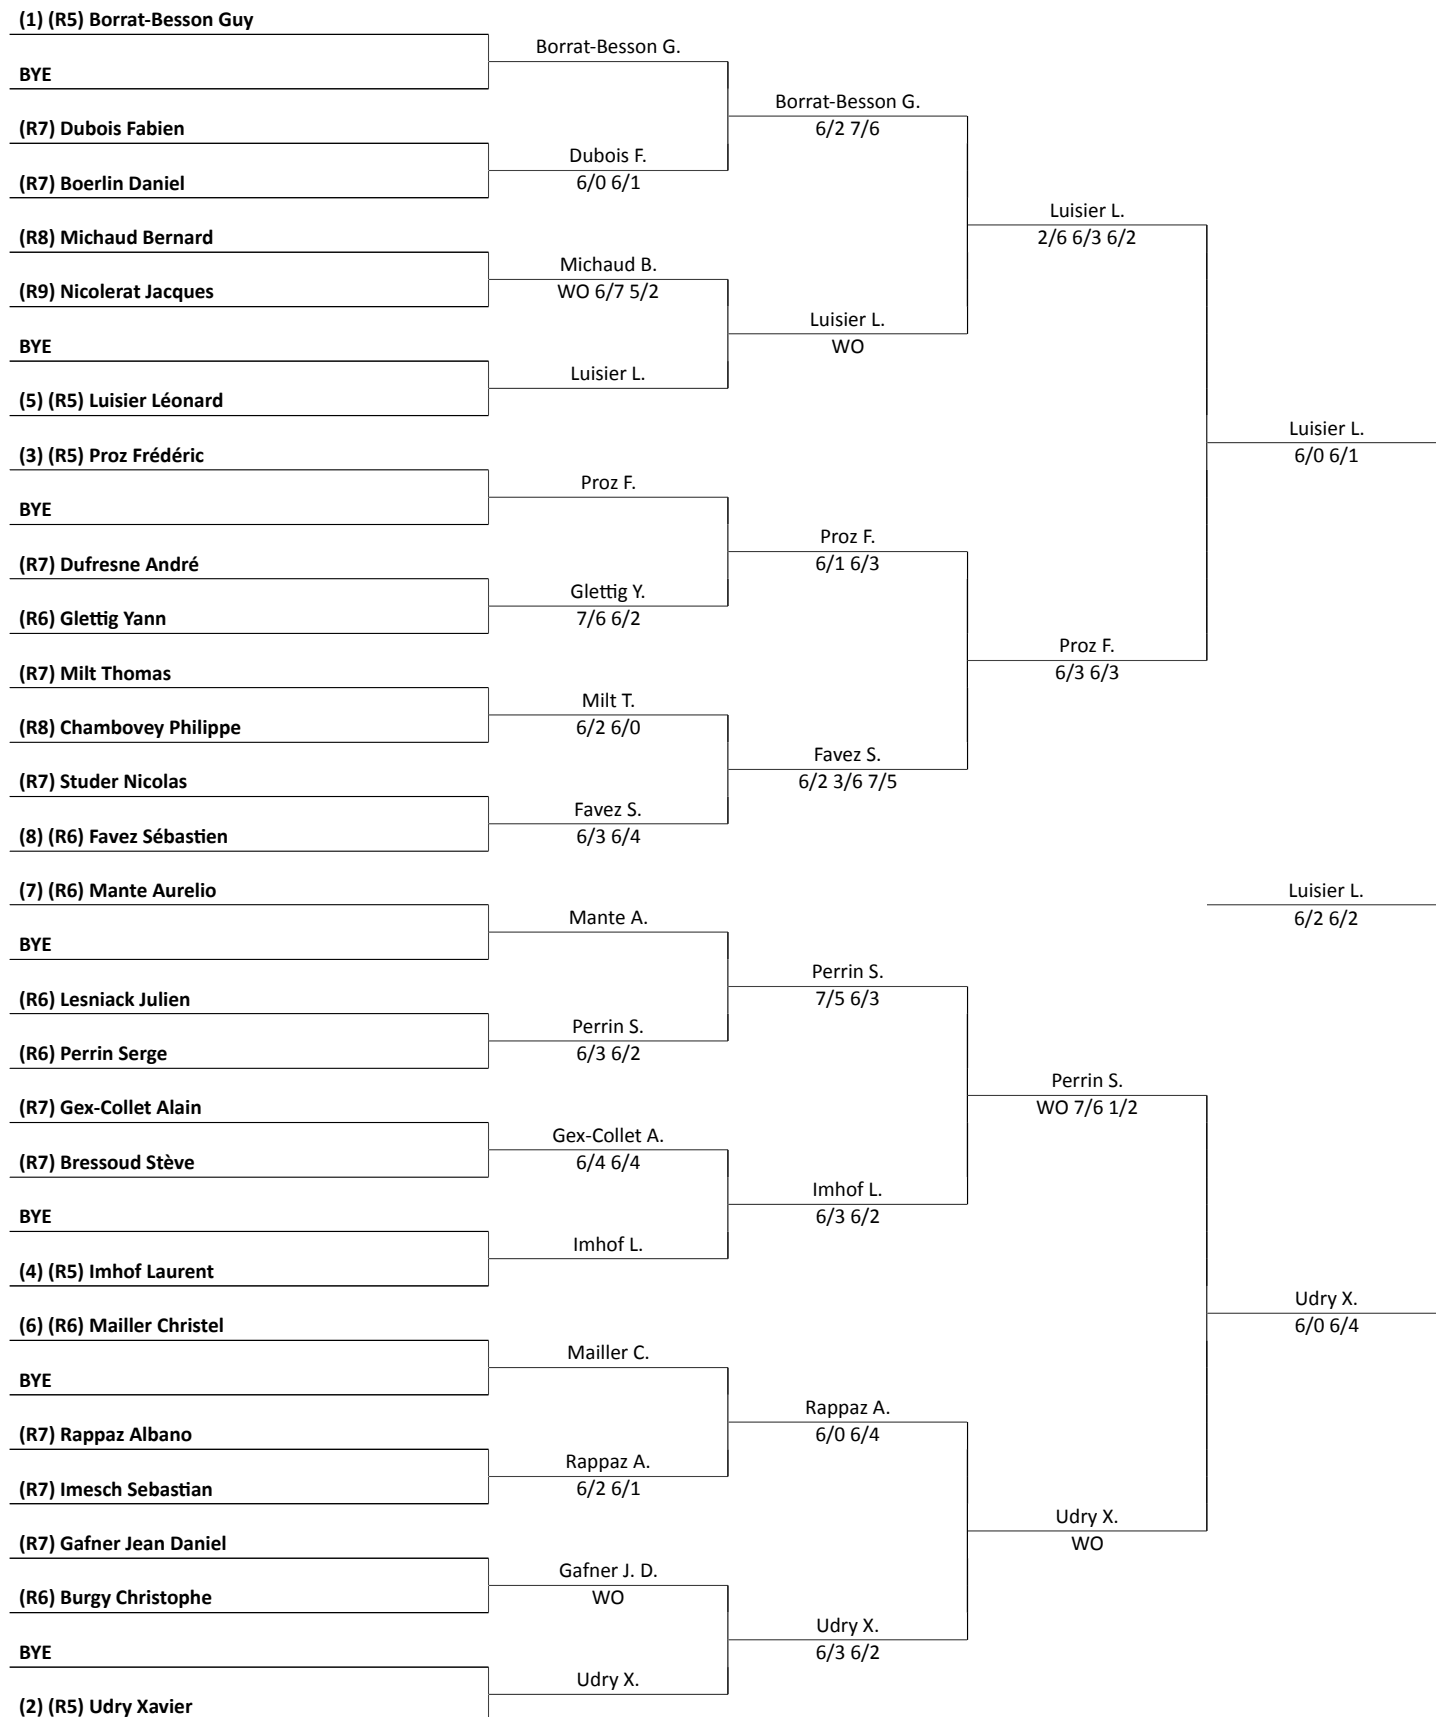 (1) (R5) Borrat-Besson Guy
Borrat-Besson G.
BYE
Borrat-Besson G.
6/2 7/6
(R7) Dubois Fabien
Dubois F.
6/0 6/1
(R7) Boerlin Daniel
Luisier L.
2/6 6/3 6/2
(R8) Michaud Bernard
Michaud B.
WO 6/7 5/2
(R9) Nicolerat Jacques
Luisier L.
WO
BYE
Luisier L.
(5) (R5) Luisier Léonard
Luisier L.
6/0 6/1
(3) (R5) Proz Frédéric
Proz F.
BYE
Proz F.
6/1 6/3
(R7) Dufresne André
Glettig Y.
7/6 6/2
(R6) Glettig Yann
Proz F.
6/3 6/3
(R7) Milt Thomas
Milt T.
6/2 6/0
(R8) Chambovey Philippe
Favez S.
6/2 3/6 7/5
(R7) Studer Nicolas
Favez S.
6/3 6/4
(8) (R6) Favez Sébastien
(7) (R6) Mante Aurelio
Luisier L.
6/2 6/2
Mante A.
BYE
Perrin S.
7/5 6/3
(R6) Lesniack Julien
Perrin S.
6/3 6/2
(R6) Perrin Serge
Perrin S.
WO 7/6 1/2
(R7) Gex-Collet Alain
Gex-Collet A.
6/4 6/4
(R7) Bressoud Stève
Imhof L.
6/3 6/2
BYE
Imhof L.
(4) (R5) Imhof Laurent
Udry X.
6/0 6/4
(6) (R6) Mailler Christel
Mailler C.
BYE
Rappaz A.
6/0 6/4
(R7) Rappaz Albano
Rappaz A.
6/2 6/1
(R7) Imesch Sebastian
Udry X.
WO
(R7) Gafner Jean Daniel
Gafner J. D.
WO
(R6) Burgy Christophe
Udry X.
6/3 6/2
BYE
Udry X.
(2) (R5) Udry Xavier